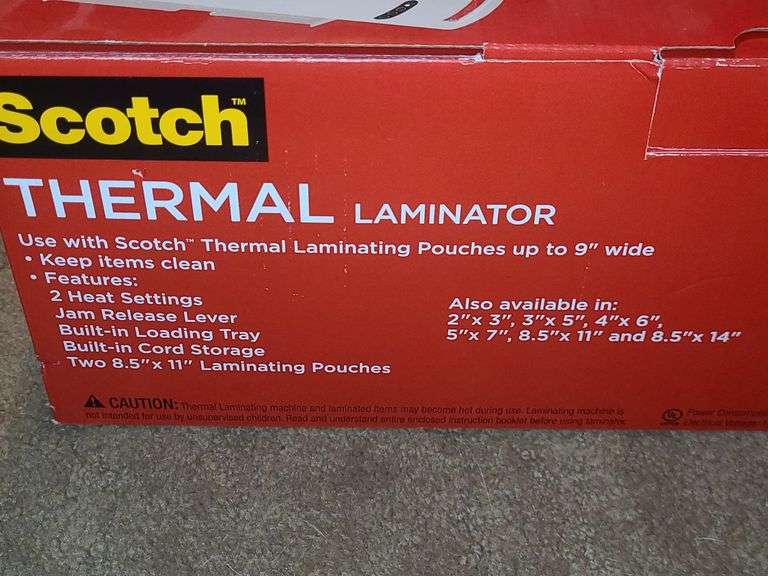 Scotch™
THERMAL LAMINATOR
Use with Scotch™ Thermal Laminating Pouches up to 9" wide
• Keep items clean
• Features:
2 Heat Settings
Jam Release Lever
Built-in Loading Tray
Built-in Cord Storage
Two 8.5"x 11" Laminating Pouches
Also available in:
2"x 3", 3"x 5", 4"x 6",
5"x 7", 8.5"x 11" and 8.5"x 14"
CAUTION: Thermal Laminating machine and laminated items may become hot during use. Laminating machine is
not intended for use by unsupervised children. Read and understand entire enclosed instruction booklet before using laminator.
UL
Power
Electrical